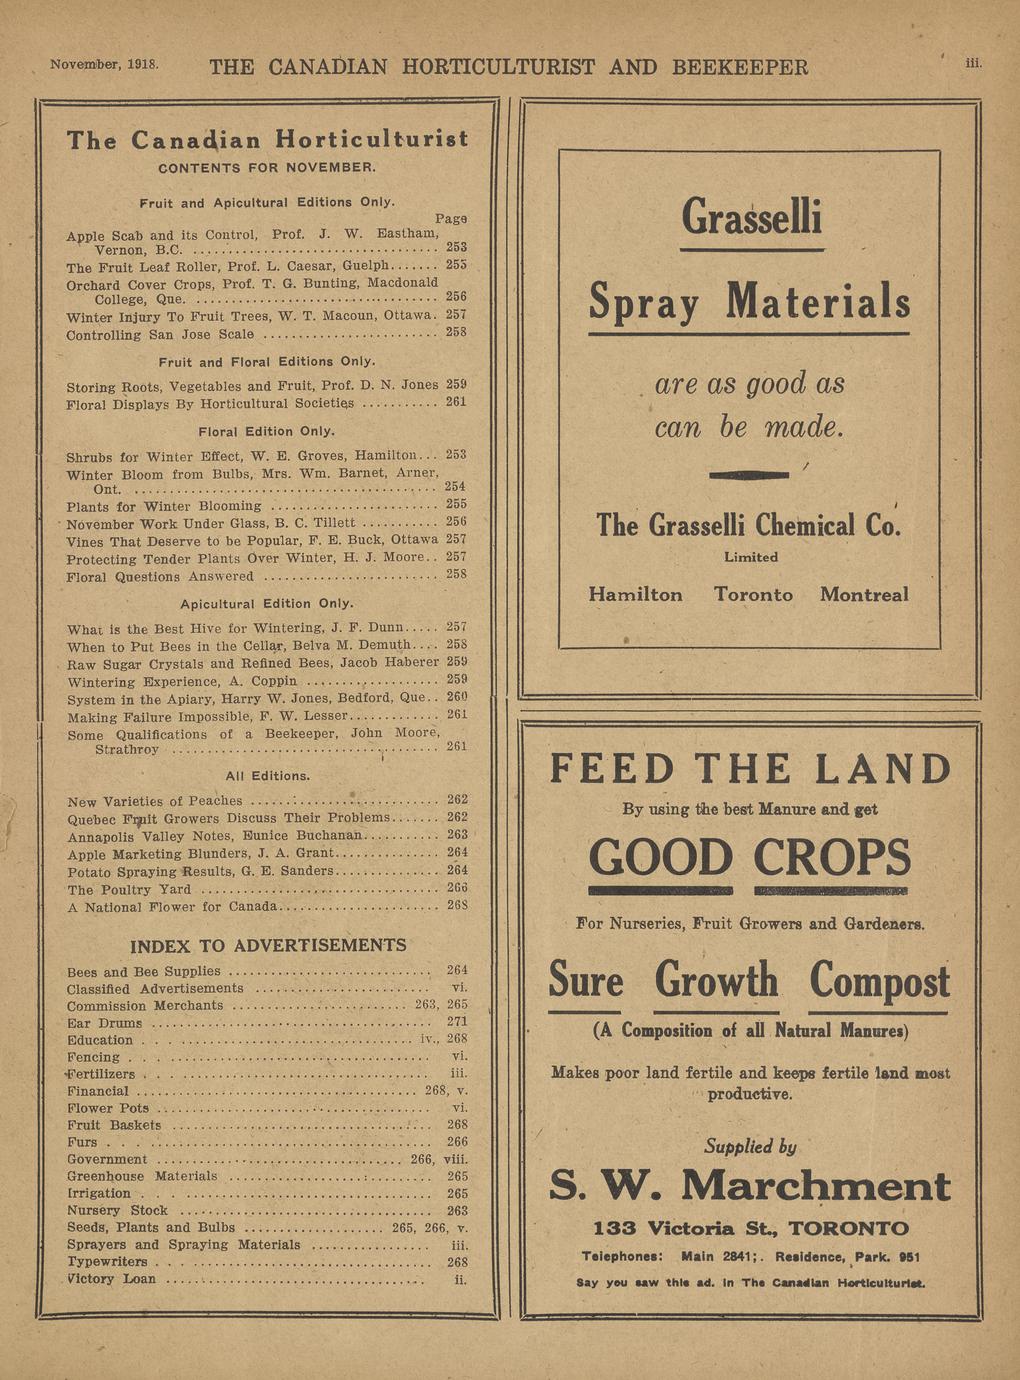 November, 1918.
THE CANADIAN HORTICULTURIST AND BEEKEEPER
iii.
The Canadian Horticulturist
CONTENTS FOR NOVEMBER.
Fruit and Apicultural Editions Only.
Page
Apple Scab and its Control, Prof. J. W. Eastham,
Vernon, B.C. .................................. 253
The Fruit Leaf Roller, Prof. L. Caesar, Guelph....... 255
Orchard Cover Crops, Prof. T. G. Bunting, Macdonald
College, Que. .................................. 256
Winter Injury To Fruit Trees, W. T. Macoun, Ottawa. 257
Controlling San Jose Scale ......................... 258
Fruit and Floral Editions Only.
Storing Roots, Vegetables and Fruit, Prof. D. N. Jones 259
Floral Displays By Horticultural Societies ........... 261
Floral Edition Only.
Shrubs for Winter Effect, W. E. Groves, Hamilton... 253
Winter Bloom from Bulbs, Mrs. Wm. Barnet, Arner,
Ont. .......................................... 254
Plants for Winter Blooming ........................ 255
November Work Under Glass, B. C. Tillett ........... 256
Vines That Deserve to be Popular, F. E. Buck, Ottawa 257
Protecting Tender Plants Over Winter, H. J. Moore.. 257
Floral Questions Answered ......................... 258
Apicultural Edition Only.
What is the Best Hive for Wintering, J. F. Dunn..... 257
When to Put Bees in the Cellar, Belva M. Demuth.... 258
Raw Sugar Crystals and Refined Bees, Jacob Haberer 259
Wintering Experience, A. Coppin ................... 259
System in the Apiary, Harry W. Jones, Bedford, Que.. 260
Making Failure Impossible, F. W. Lesser............. 261
Some Qualifications of a Beekeeper, John Moore,
Strathroy ...................................... 261
All Editions.
New Varieties of Peaches ........................... 262
Quebec Fruit Growers Discuss Their Problems....... 262
Annapolis Valley Notes, Eunice Buchanan........... 263
Apple Marketing Blunders, J. A. Grant............... 264
Potato Spraying Results, G. E. Sanders............... 264
The Poultry Yard .................................. 266
A National Flower for Canada....................... 268
INDEX TO ADVERTISEMENTS
Bees and Bee Supplies ............................. 264
Classified Advertisements ......................... vi.
Commission Merchants ......................... 263, 265
Ear Drums ........................................ 271
Education . . . ................................ iv., 268
Fencing . . . ..................................... vi.
Fertilizers . . . .................................. iii.
Financial ........................................ 268, v.
Flower Pots ....................................... vi.
Fruit Baskets ..................................... 268
Furs . . . ........................................ 266
Government ................................... 266, viii.
Greenhouse Materials ............................. 265
Irrigation . . . .................................. 265
Nursery Stock .................................... 263
Seeds, Plants and Bulbs .................... 265, 266, v.
Sprayers and Spraying Materials ................. iii.
Typewriters . . . ................................. 268
Victory Loan ..................................... ii.
Grasselli
Spray Materials
are as good as
can be made.
The Grasselli Chemical Co.
Limited
Hamilton Toronto Montreal
FEED THE LAND
By using the best Manure and get
GOOD CROPS
For Nurseries, Fruit Growers and Gardeners.
Sure Growth Compost
(A Composition of all Natural Manures)
Makes poor land fertile and keeps fertile land most
productive.
Supplied by
S. W. Marchment
133 Victoria St., TORONTO
Telephones: Main 2841;. Residence, Park. 951
Say you saw this ad. in The Canadian Horticulturist.